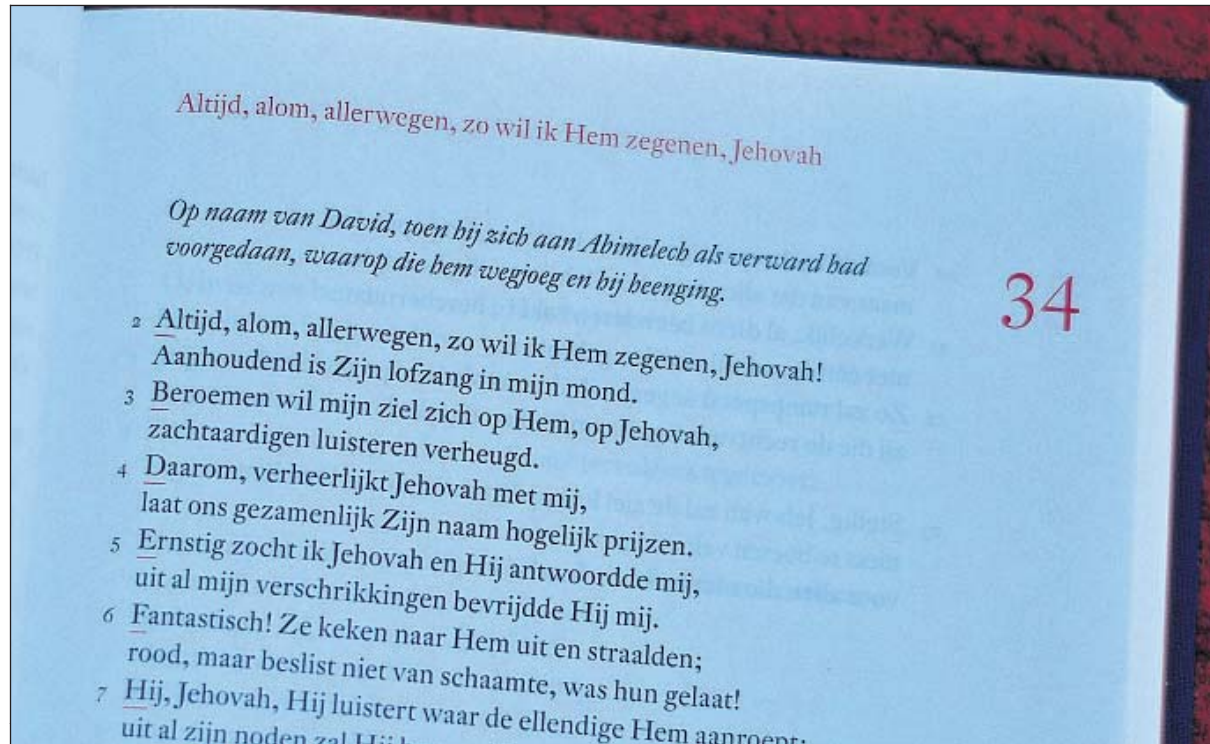 Altijd, alom, allerwegen, zo wil ik Hem zegenen, Jehovah
Op naam van David, toen hij zich aan Abimelech als verward had
voorgedaan, waarop die hem wegjoeg en hij heenging.
34
2 Altijd, alom, allerwegen, zo wil ik Hem zegenen, Jehovah!
Aanhoudend is Zijn lofzang in mijn mond.
3 Beroemen wil mijn ziel zich op Hem, op Jehovah,
zachtaardigen luisteren verheugd.
4 Daarom, verheerlijkt Jehovah met mij,
laat ons gezamenlijk Zijn naam hogelijk prijzen.
5 Ernstig zocht ik Jehovah en Hij antwoordde mij,
uit al mijn verschrikkingen bevrijdde Hij mij.
6 Fantastisch! Ze keken naar Hem uit en straalden;
rood, maar beslist niet van schaamte, was hun gelaat!
7 Hij, Jehovah, Hij luistert waar de ellendige Hem aanroept;
uit al zijn noden zal Hij